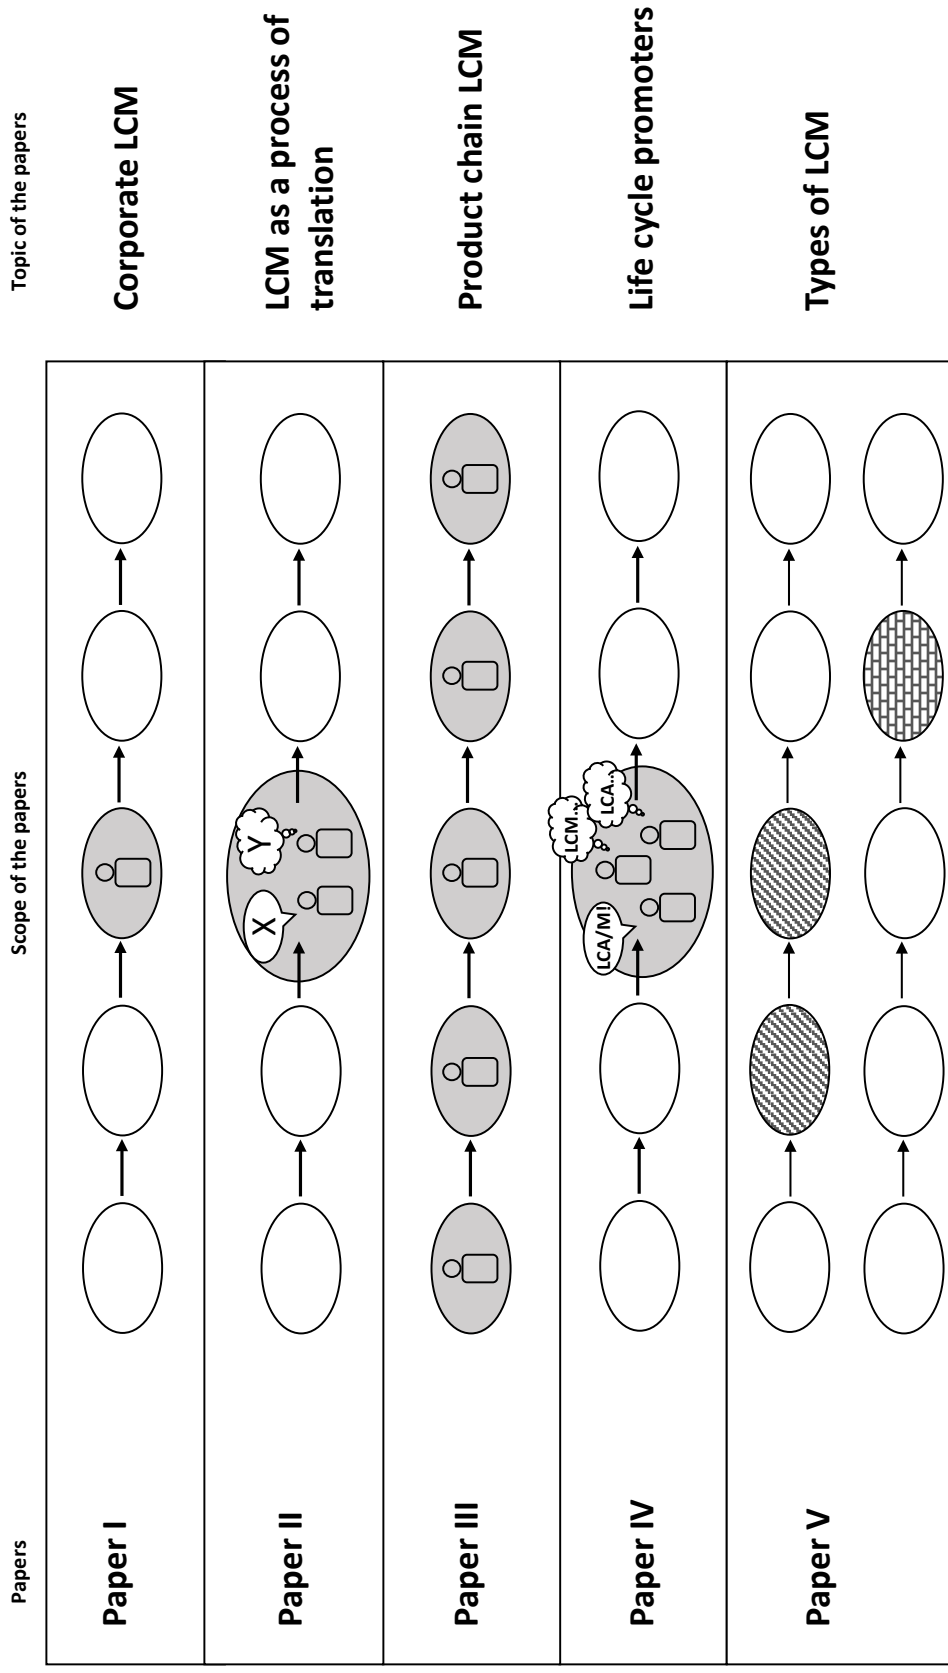 Papers
Scope of the papers
Topic of the papers
Paper I
Corporate LCM
Paper II
X
Y
LCM as a process of
translation
Paper III
Product chain LCM
Paper IV
LCA/M!
LCM...
LCA...
Life cycle promoters
Paper V
Types of LCM